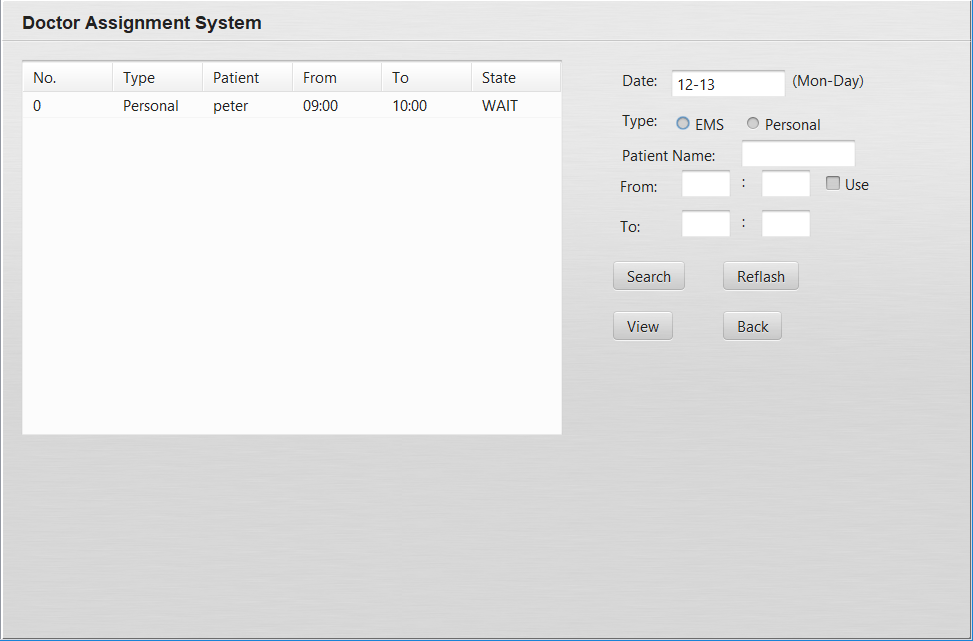 Doctor Assignment System
No. Type Patient From To State
0 Personal peter 09:00 10:00 WAIT
Date: 12-13 (Mon-Day)
Type: EMS Personal
Patient Name:
From: : Use
To: :
Search Reflash
View Back